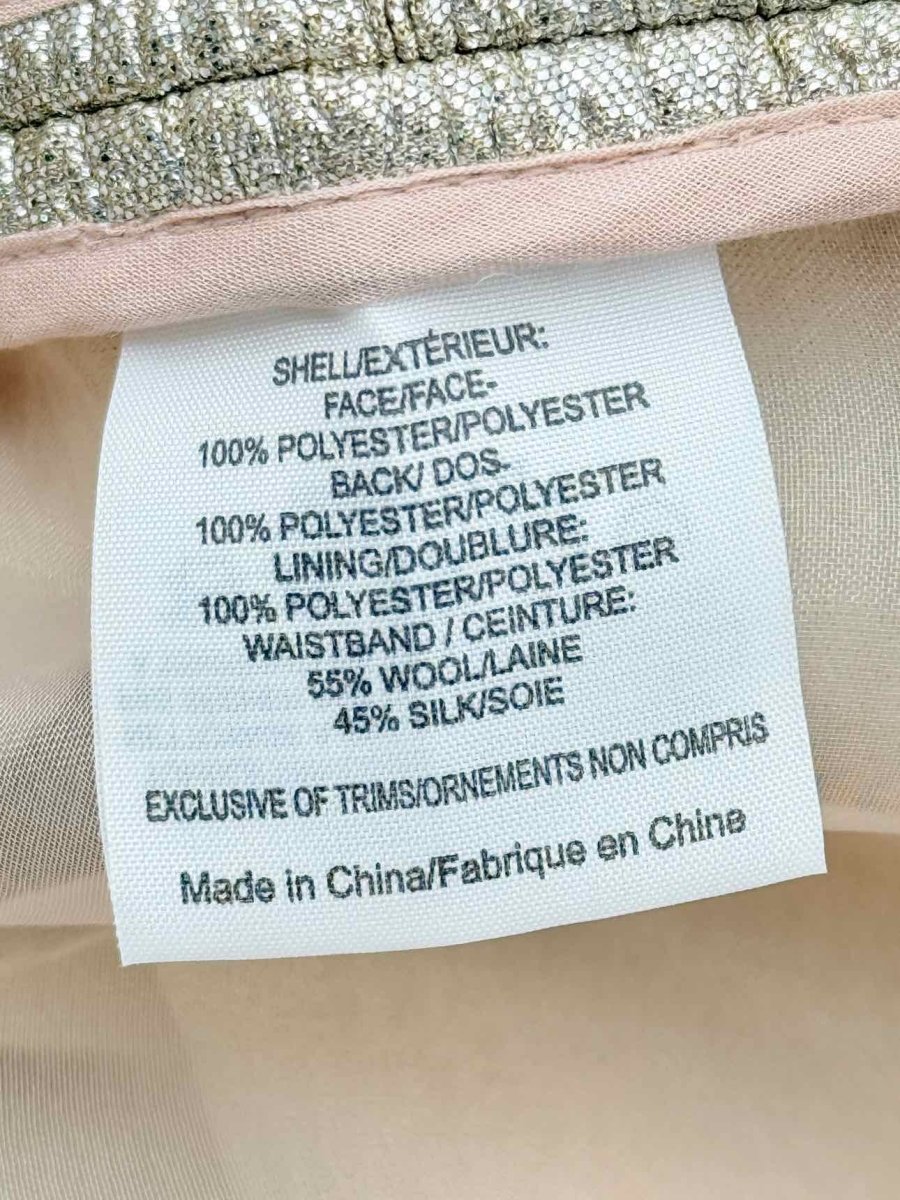 SHELL/EXTÉRIEUR:
FACE/FACE-
100% POLYESTER/POLYESTER
BACK/ DOS-
100% POLYESTER/POLYESTER
LINING/DOUBLURE:
100% POLYESTER/POLYESTER
WAISTBAND / CEINTURE:
55% WOOL/LAINE
45% SILK/SOIE
EXCLUSIVE OF TRIMS/ORNEMENTS NON COMPRIS
Made in China/Fabrique en Chine